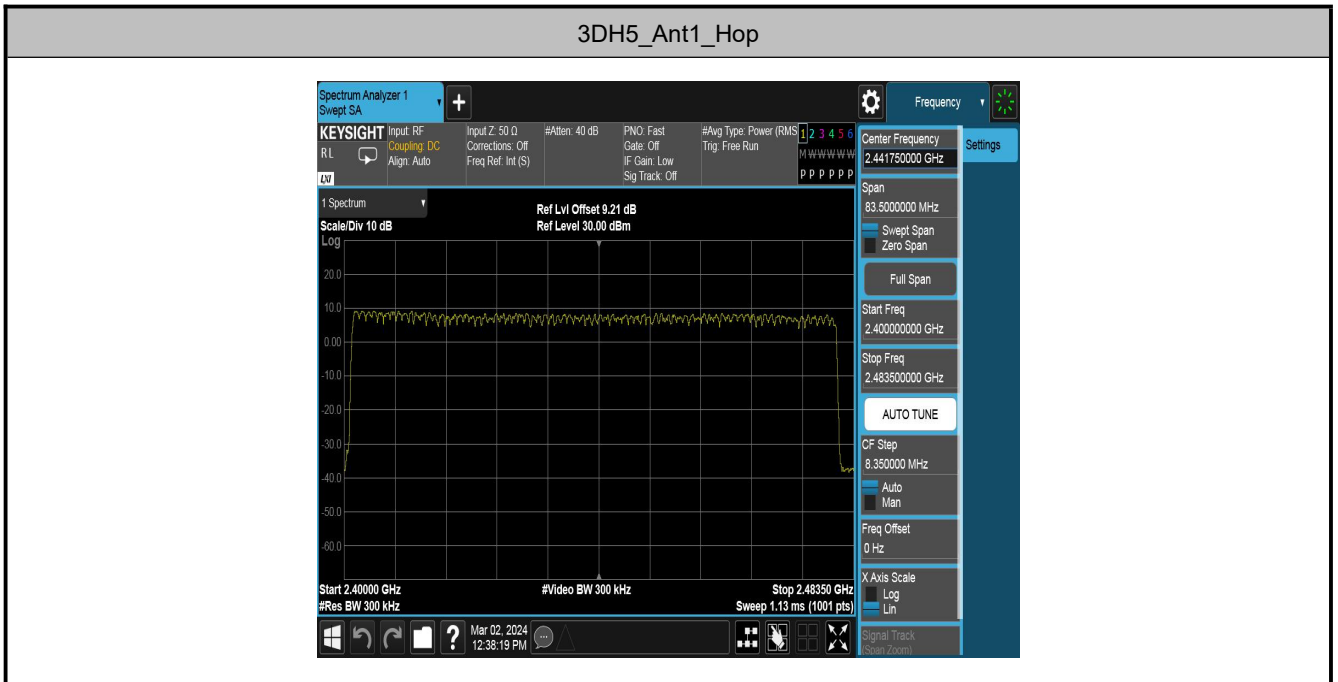 3DH5_Ant1_Hop
Spectrum Analyzer 1
Swept SA
+
Frequency
KEYSIGHT
RL
LXI
Input: RF
Coupling: DC
Align: Auto
Input Z: 50 Ω
Corrections: Off
Freq Ref: Int (S)
#Atten: 40 dB
PNO: Fast
Gate: Off
IF Gain: Low
Sig Track: Off
#Avg Type: Power (RMS
Trig: Free Run
1 2 3 4 5 6
M W W W W W
P P P P P P
Center Frequency
2.441750000 GHz
Settings
Span
83.5000000 MHz
Swept Span
Zero Span
Full Span
Start Freq
2.400000000 GHz
Stop Freq
2.483500000 GHz
AUTO TUNE
CF Step
8.350000 MHz
Auto
Man
Freq Offset
0 Hz
X Axis Scale
Log
Lin
Signal Track
(Span Zoom)
1 Spectrum
Scale/Div 10 dB
Ref Lvl Offset 9.21 dB
Ref Level 30.00 dBm
Log
20.0
10.0
0.00
-10.0
-20.0
-30.0
-40.0
-50.0
-60.0
Start 2.40000 GHz
#Res BW 300 kHz
#Video BW 300 kHz
Stop 2.48350 GHz
Sweep 1.13 ms (1001 pts)
?
Mar 02, 2024
12:38:19 PM